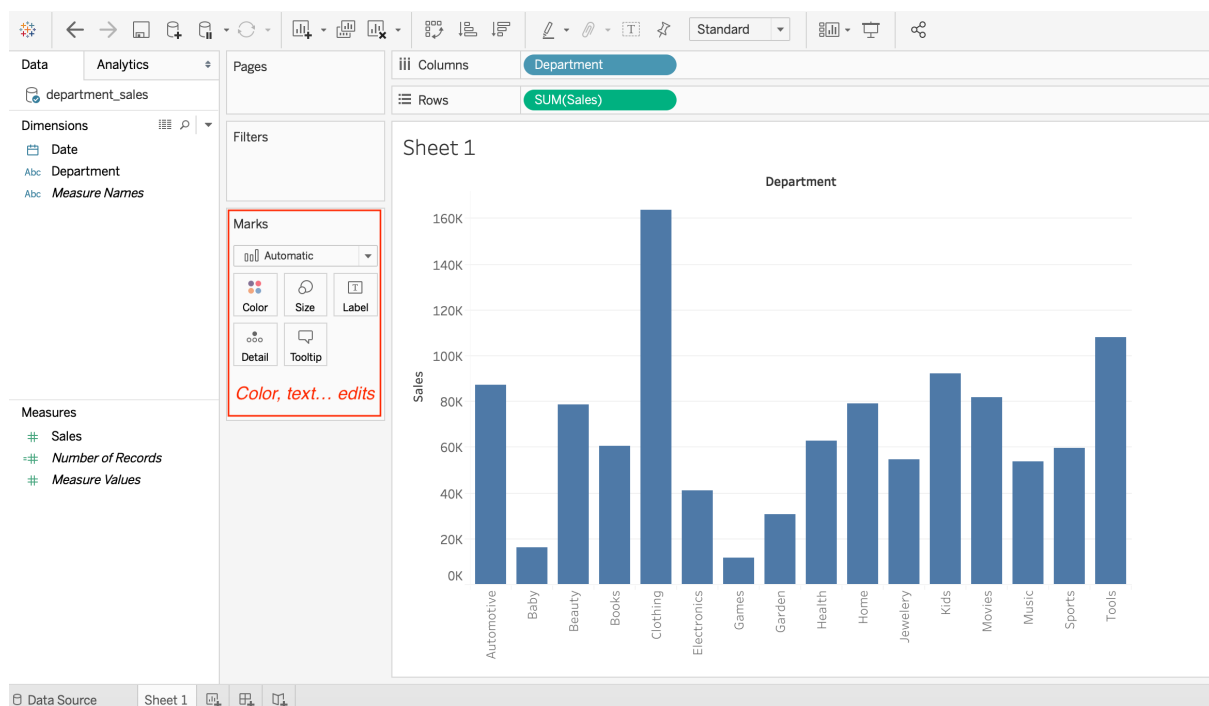 Standard
Data
Analytics
department_sales
Dimensions
Date
Abc Department
Abc Measure Names
Measures
Sales
Number of Records
Measure Values
Pages
Filters
Marks
Automatic
Color
Size
T
Label
Detail
Tooltip
Color, text... edits
Columns
Department
Rows
SUM(Sales)
Sheet 1
Department
Sales
160K
140K
120K
100K
80K
60K
40K
20K
0K
Automotive
Baby
Beauty
Books
Clothing
Electronics
Games
Garden
Health
Home
Jewelery
Kids
Movies
Music
Sports
Tools
Data Source
Sheet 1